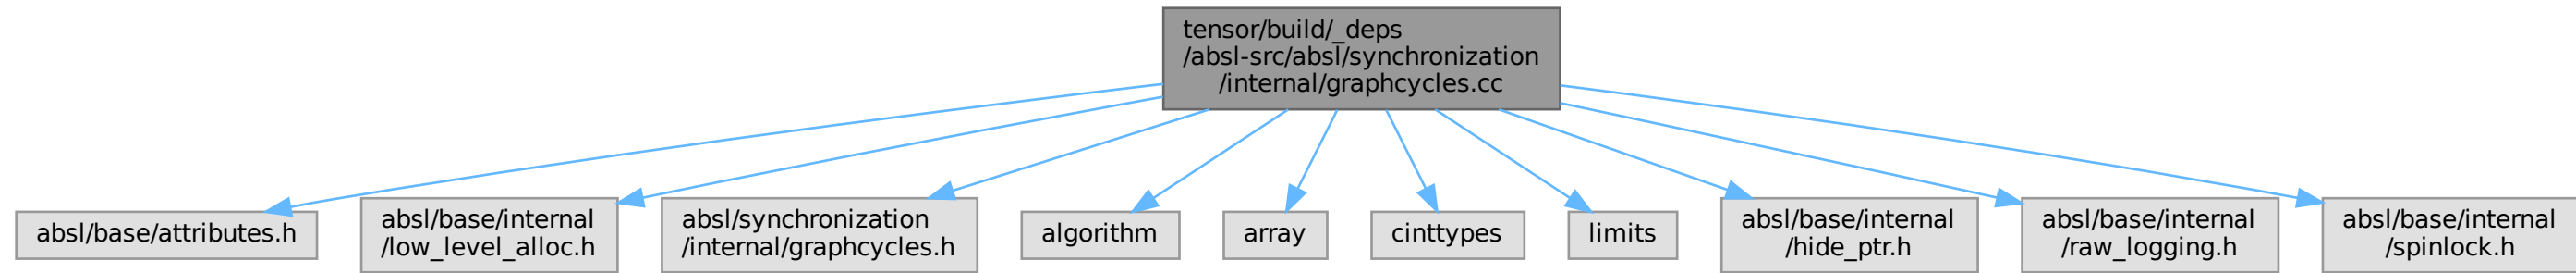 tensor/build/_deps
/absl-src/absl/synchronization
/internal/graphcycles.cc
absl/base/attributes.h
absl/base/internal
/low_level_alloc.h
absl/synchronization
/internal/graphcycles.h
algorithm
array
cinttypes
limits
absl/base/internal
/hide_ptr.h
absl/base/internal
/raw_logging.h
absl/base/internal
/spinlock.h